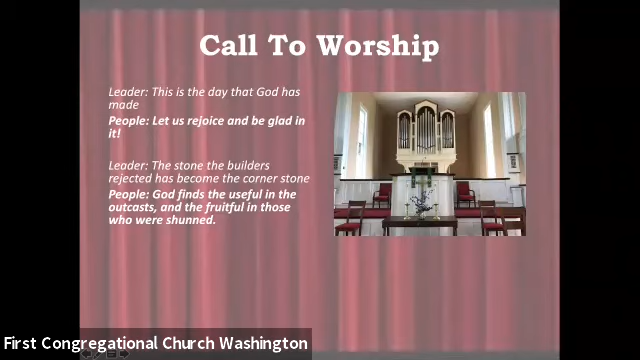 Call To Worship
Leader: This is the day that God has
made
People: Let us rejoice and be glad in
it!
Leader: The stone the builders
rejected has become the corner stone
People: God finds the useful in the
outcasts, and the fruitful in those
who were shunned.
First Congregational Church Washington